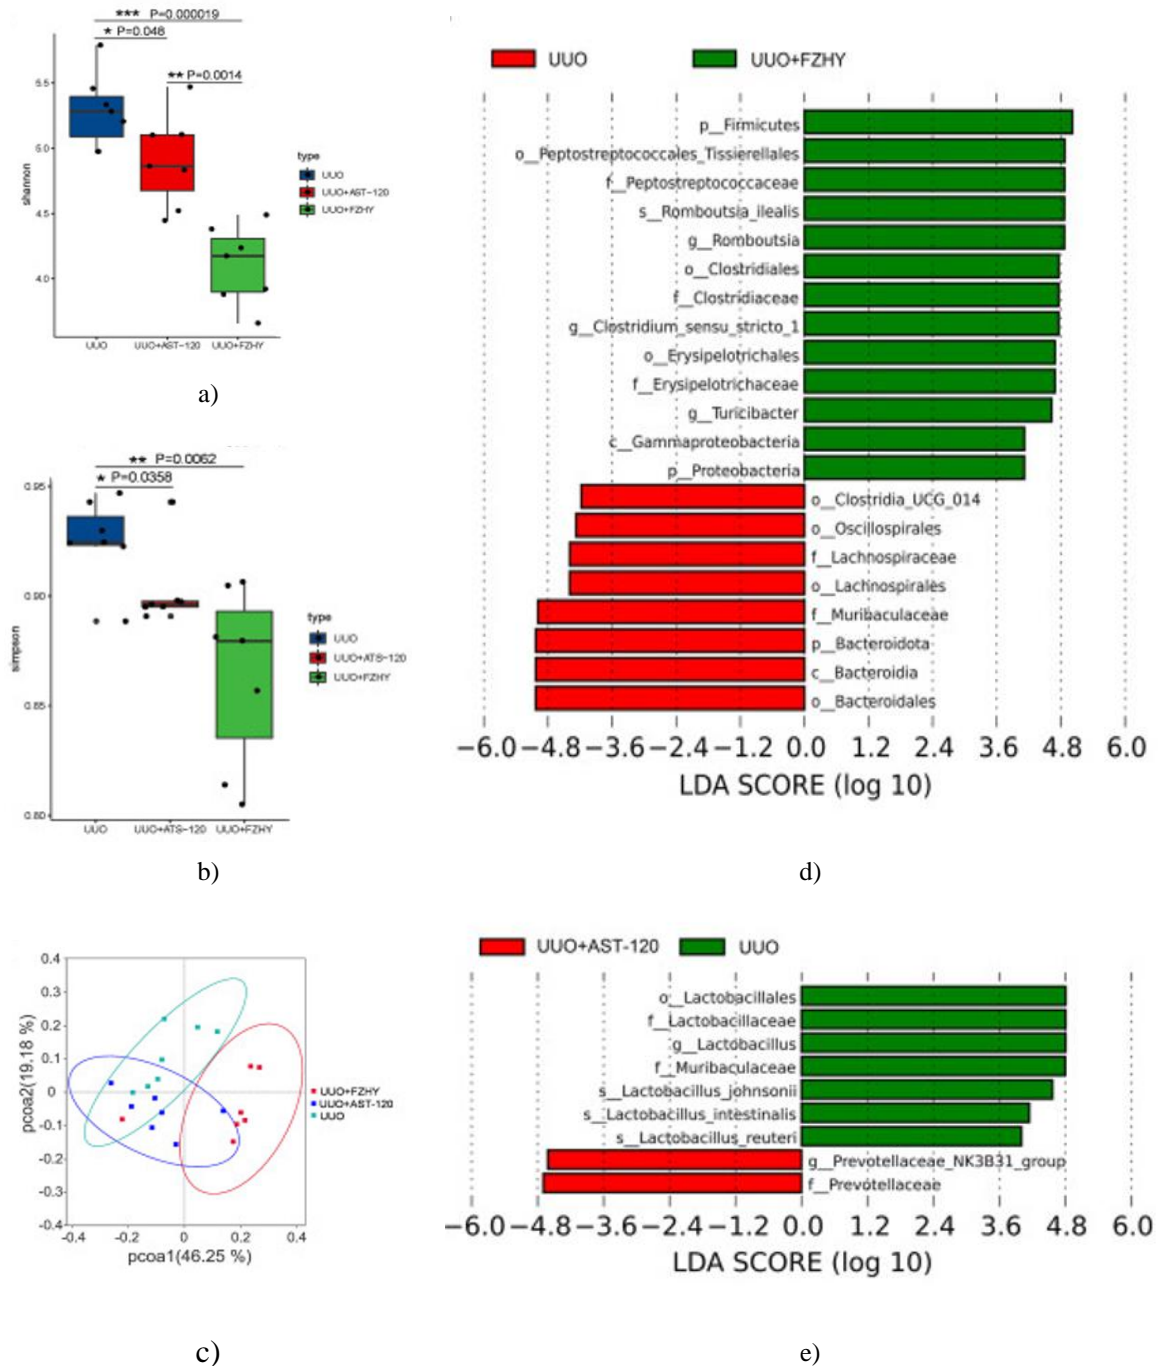 *** P=0.000019
* P=0.048
** P=0.0014
5.5
5.0
4.5
4.0
shannon
UUO
UUO+AST-120
UUO+FZHY
type
UUO
UUO+AST-120
UUO+FZHY
a)
** P=0.0062
* P=0.0358
0.95
0.90
0.85
0.80
simpson
UUO
UUO+ATS-120
UUO+FZHY
type
UUO
UUO+ATS-120
UUO+FZHY
b)
0.4
0.3
0.2
0.1
0
-0.1
-0.2
-0.3
-0.4
pcoa2(19.18 %)
-0.4
-0.2
0
0.2
0.4
pcoa1(46.25 %)
UUO+FZHY
UUO+AST-120
UUO
c)
UUO
UUO+FZHY
p__Firmicutes
o__Peptostreptococcales_Tissierellales
f__Peptostreptococcaceae
s__Romboutsia_ilealis
g__Romboutsia
o__Clostridiales
f__Clostridiaceae
g__Clostridium_sensu_stricto_1
o__Erysipelotrichales
f__Erysipelotrichaceae
g__Turicibacter
c__Gammaproteobacteria
p__Proteobacteria
o__Clostridia_UCG_014
o__Oscillospirales
f__Lachnospiraceae
o__Lachnospirales
f__Muribaculaceae
p__Bacteroidota
c__Bacteroidia
o__Bacteroidales
−6.0 −4.8 −3.6 −2.4 −1.2 0.0 1.2 2.4 3.6 4.8 6.0
LDA SCORE (log 10)
d)
UUO+AST-120
UUO
o__Lactobacillales
f__Lactobacillaceae
g__Lactobacillus
f__Muribaculaceae
s__Lactobacillus_johnsonii
s__Lactobacillus_intestinalis
s__Lactobacillus_reuteri
g__Prevotellaceae_NK3B31_group
f__Prevotellaceae
−6.0 −4.8 −3.6 −2.4 −1.2 0.0 1.2 2.4 3.6 4.8 6.0
LDA SCORE (log 10)
e)